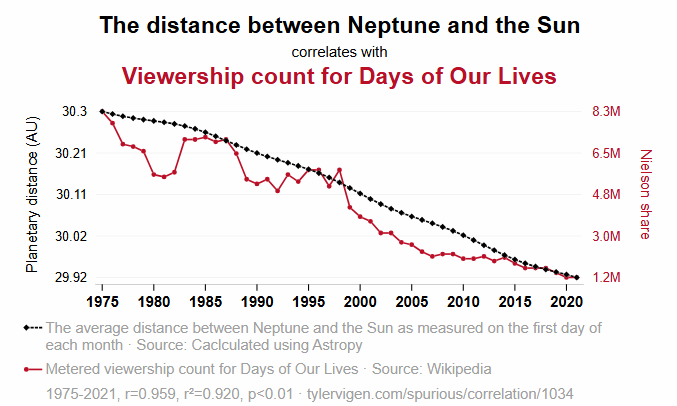 The distance between Neptune and the Sun
correlates with
Viewership count for Days of Our Lives
Planetary distance (AU)
30.3
30.21
30.11
30.02
29.92
8.3M
6.5M
4.8M
3.0M
1.2M
Nielson share
1975 1980 1985 1990 1995 2000 2005 2010 2015 2020
The average distance between Neptune and the Sun as measured on the first day of
each month · Source: Caclculated using Astropy
Metered viewership count for Days of Our Lives · Source: Wikipedia
1975-2021, r=0.959, r²=0.920, p<0.01 · tylervigen.com/spurious/correlation/1034